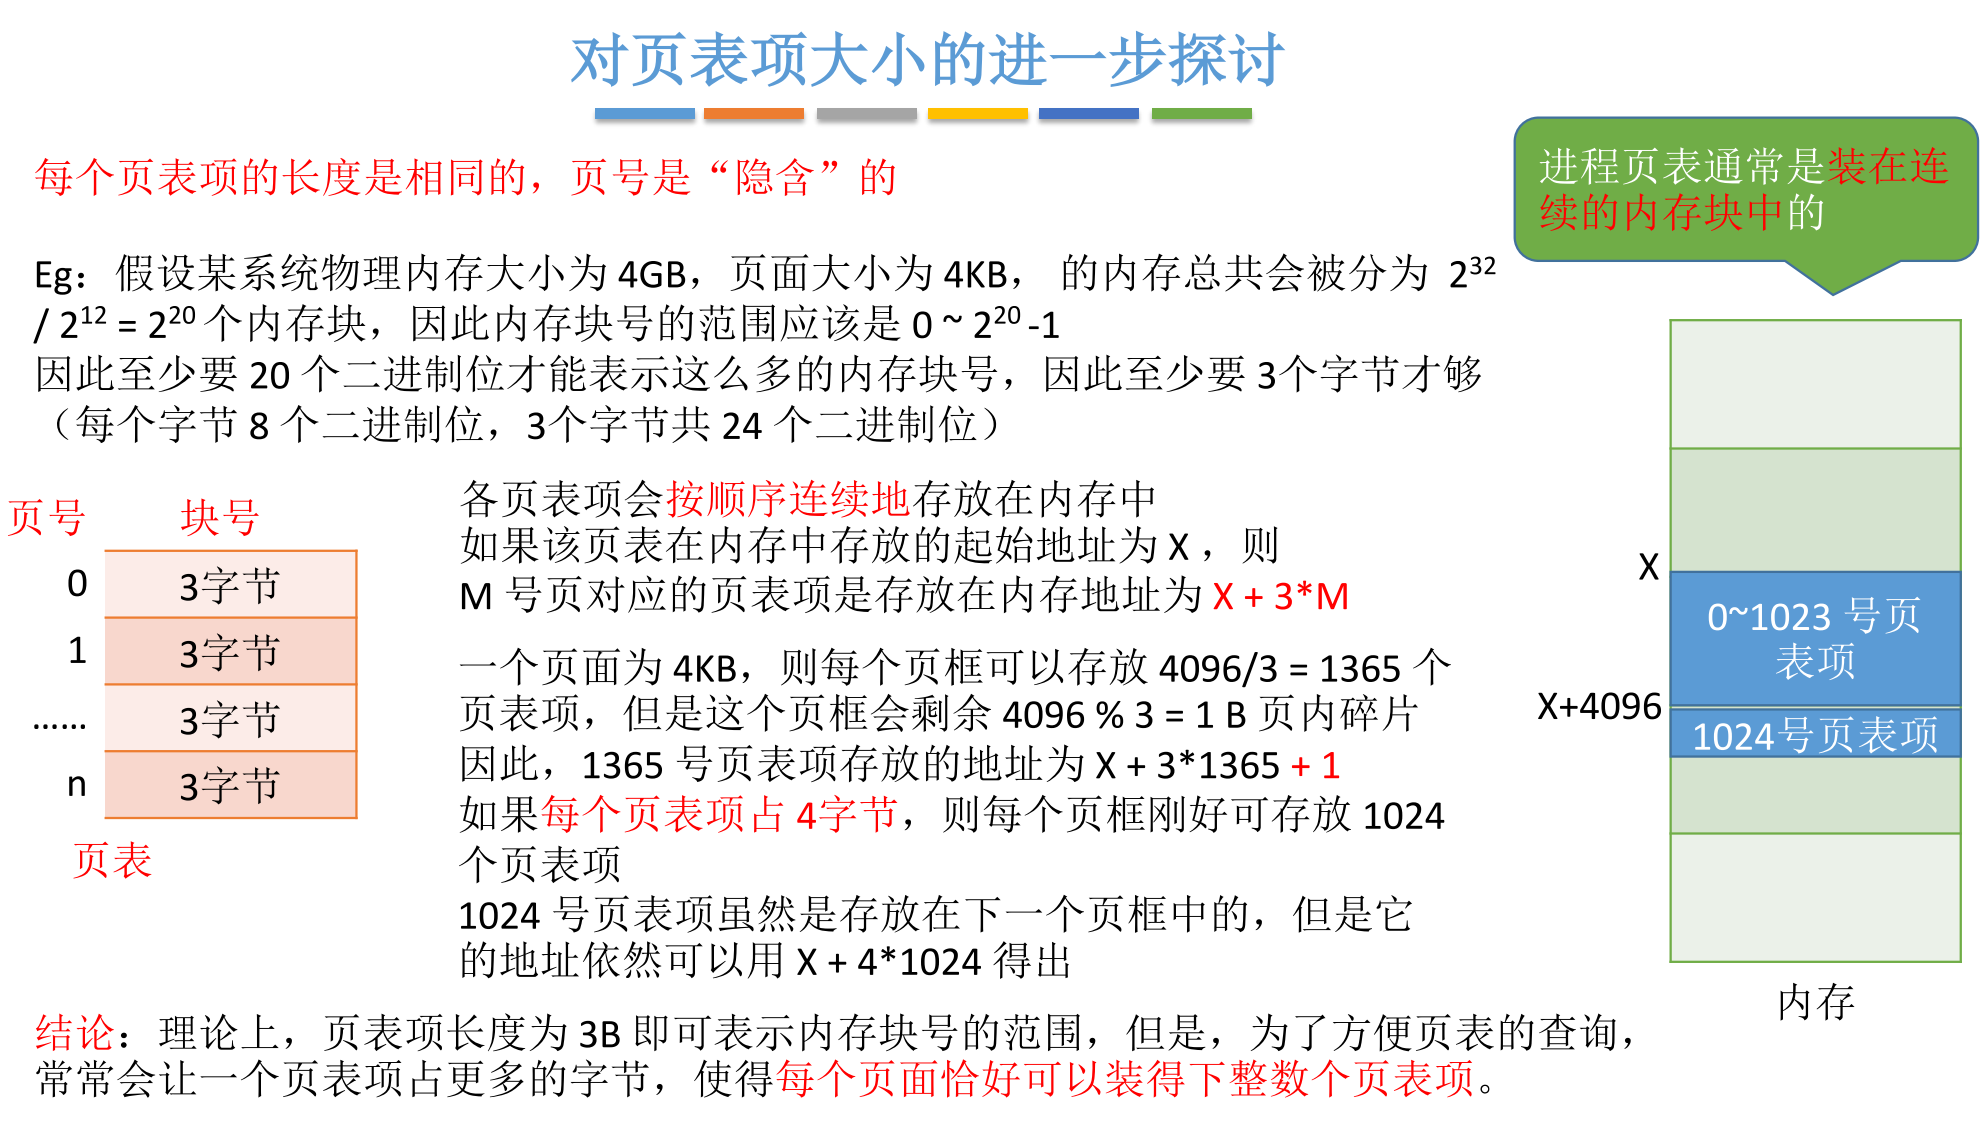 对页表项大小的进一步探讨
每个页表项的长度是相同的，页号是“隐含”的
进程页表通常是装在连
续的内存块中的
Eg：假设某系统物理内存大小为 4GB，页面大小为 4KB， 的内存总共会被分为 2³²
/ 2¹² = 2²⁰ 个内存块，因此内存块号的范围应该是 0 ~ 2²⁰ -1
因此至少要 20 个二进制位才能表示这么多的内存块号，因此至少要 3个字节才够
（每个字节 8 个二进制位，3个字节共 24 个二进制位）
页号 块号
0 3字节
1 3字节
…… 3字节
n 3字节
页表
各页表项会按顺序连续地存放在内存中
如果该页表在内存中存放的起始地址为 X ，则
M 号页对应的页表项是存放在内存地址为 X + 3*M
一个页面为 4KB，则每个页框可以存放 4096/3 = 1365 个
页表项，但是这个页框会剩余 4096 % 3 = 1 B 页内碎片
因此，1365 号页表项存放的地址为 X + 3*1365 + 1
如果每个页表项占 4字节，则每个页框刚好可存放 1024
个页表项
1024 号页表项虽然是存放在下一个页框中的，但是它
的地址依然可以用 X + 4*1024 得出
X
0~1023 号页
表项
X+4096
1024号页表项
内存
结论：理论上，页表项长度为 3B 即可表示内存块号的范围，但是，为了方便页表的查询，
常常会让一个页表项占更多的字节，使得每个页面恰好可以装得下整数个页表项。